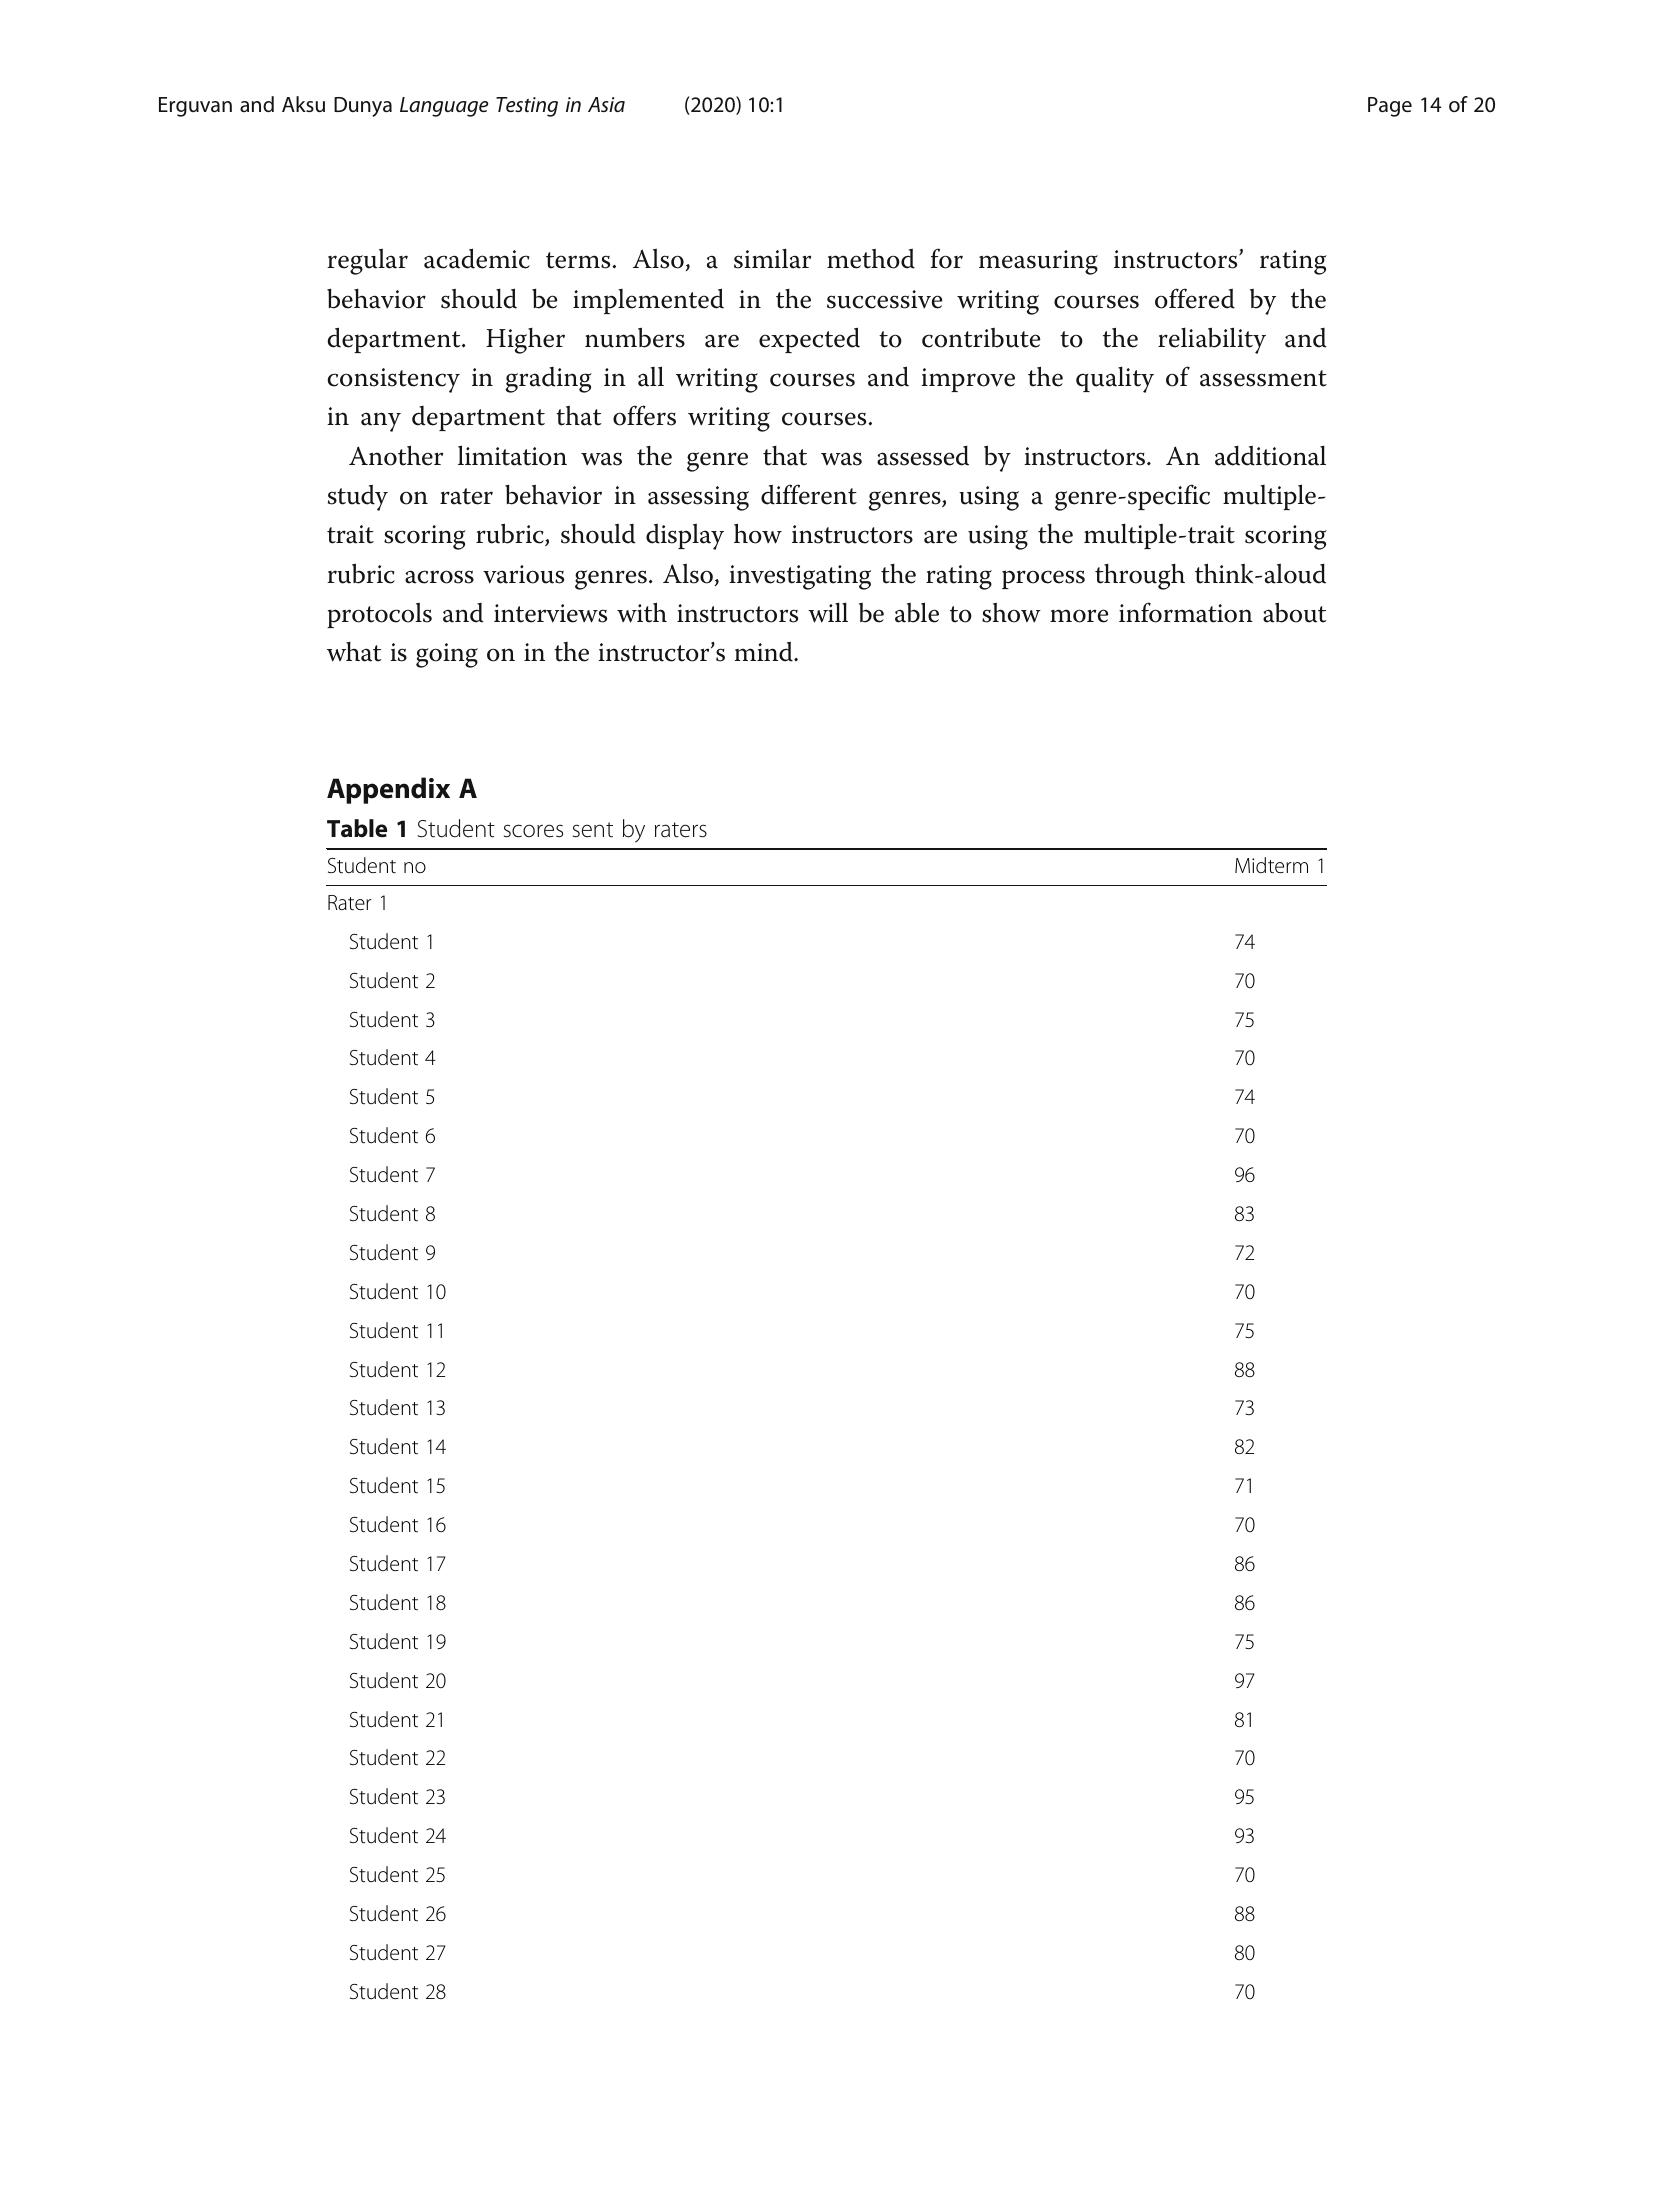 Erguvan and Aksu Dunya Language Testing in Asia (2020) 10:1 Page 14 of 20
regular academic terms. Also, a similar method for measuring instructors’ rating
behavior should be implemented in the successive writing courses offered by the
department. Higher numbers are expected to contribute to the reliability and
consistency in grading in all writing courses and improve the quality of assessment
in any department that offers writing courses.
Another limitation was the genre that was assessed by instructors. An additional
study on rater behavior in assessing different genres, using a genre-specific multiple-
trait scoring rubric, should display how instructors are using the multiple-trait scoring
rubric across various genres. Also, investigating the rating process through think-aloud
protocols and interviews with instructors will be able to show more information about
what is going on in the instructor’s mind.
Appendix A
Table 1 Student scores sent by raters
Student no Midterm 1
Rater 1
Student 1 74
Student 2 70
Student 3 75
Student 4 70
Student 5 74
Student 6 70
Student 7 96
Student 8 83
Student 9 72
Student 10 70
Student 11 75
Student 12 88
Student 13 73
Student 14 82
Student 15 71
Student 16 70
Student 17 86
Student 18 86
Student 19 75
Student 20 97
Student 21 81
Student 22 70
Student 23 95
Student 24 93
Student 25 70
Student 26 88
Student 27 80
Student 28 70